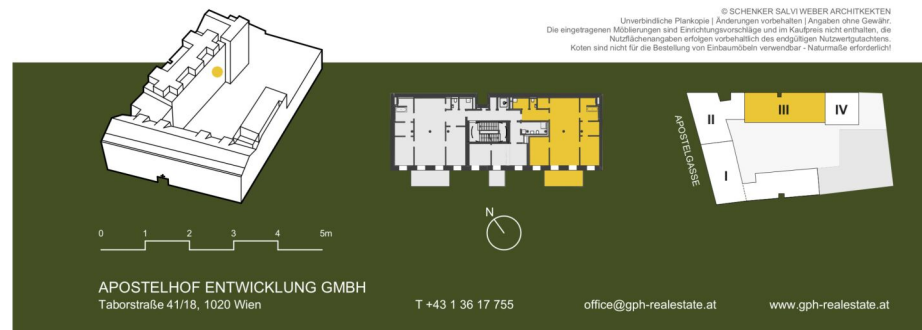 © SCHENKER SALVI WEBER ARCHITKEKTEN
Unverbindliche Plankopie | Änderungen vorbehalten | Angaben ohne Gewähr.
Die eingetragenen Möblierungen sind Einrichtungsvorschläge und im Kaufpreis nicht enthalten, die
Nutzflächenangaben erfolgen vorbehaltlich des endgültigen Nutzwertgutachtens.
Koten sind nicht für die Bestellung von Einbaumöbeln verwendbar - Naturmaße erforderlich!
II
III
IV
APOSTELGASSE
I
N
0 1 2 3 4 5m
APOSTELHOF ENTWICKLUNG GMBH
Taborstraße 41/18, 1020 Wien
T +43 1 36 17 755
office@gph-realestate.at
www.gph-realestate.at